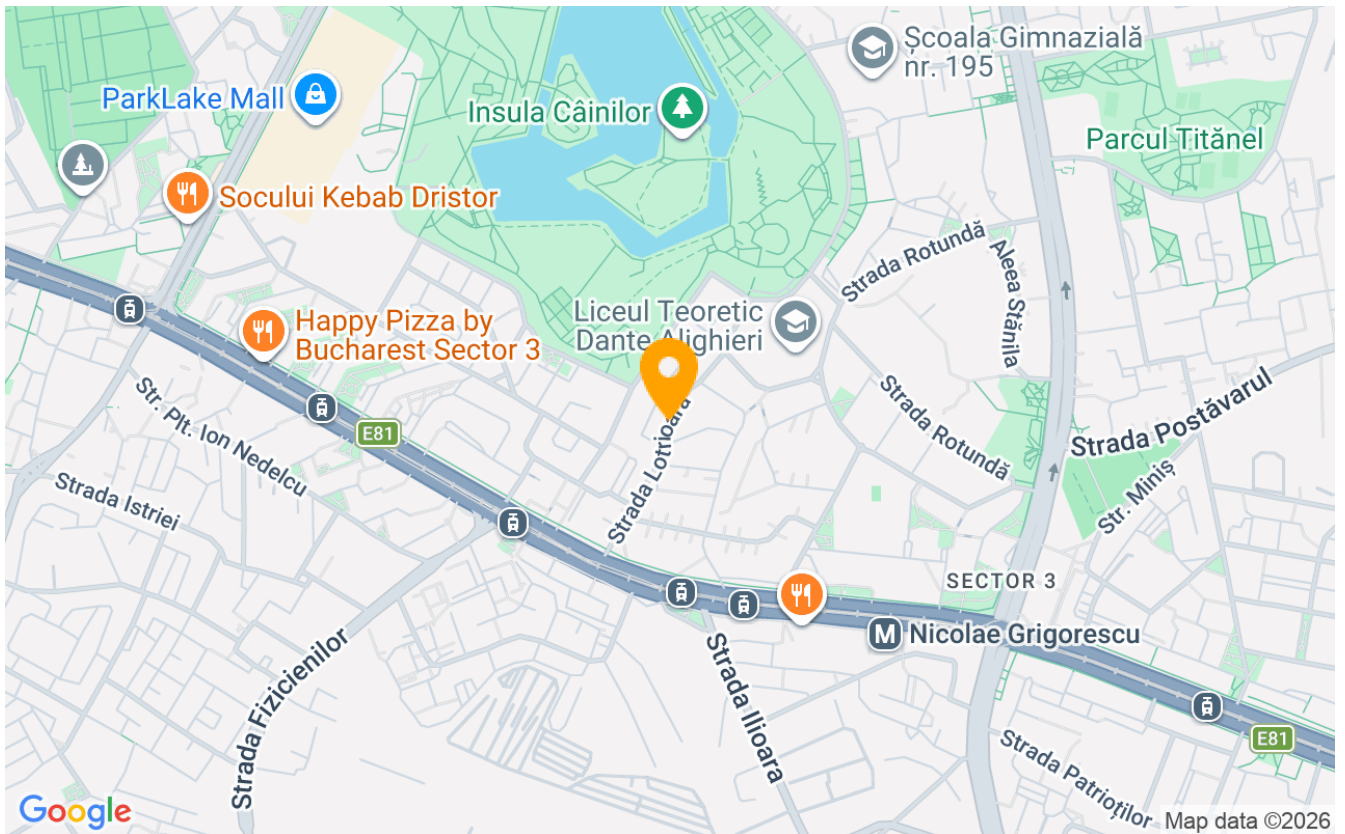 Școala Gimnazială
nr. 195
ParkLake Mall
Insula Câinilor
Parcul Titănel
Socului Kebab Dristor
Strada Rotundă
Aleea Stănila
Liceul Teoretic
Dante Alighieri
Happy Pizza by
Bucharest Sector 3
Str. Plt. Ion Nedelcu
E81
Strada Lotrioara
Strada Rotundă
Strada Postăvarul
Str. Miniș
Strada Istriei
SECTOR 3
M Nicolae Grigorescu
Strada Fizicienilor
Strada Ilioara
E81
Strada Patrioților
Google
Map data ©2026